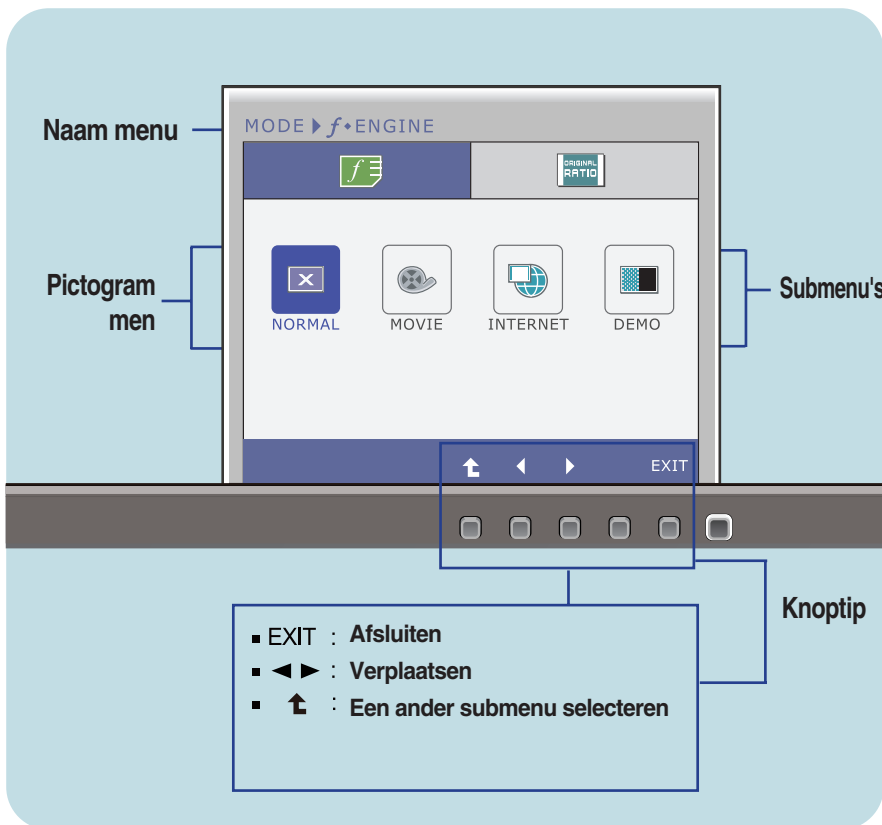 Naam menu
MODE f ENGINE
f
ORIGINAL
RATIO
Pictogram
men
NORMAL
MOVIE
INTERNET
DEMO
Submenu's
EXIT
Knoptip
EXIT : Afsluiten
◄ ► : Verplaatsen
: Een ander submenu selecteren